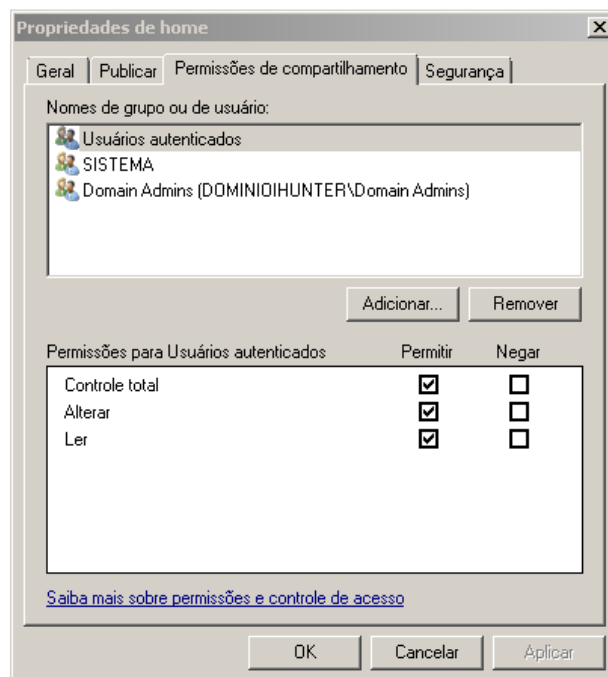 Propriedades de home
Geral Publicar Permissões de compartilhamento Segurança
Nomes de grupo ou de usuário:
Usuários autenticados
SISTEMA
Domain Admins (DOMINIOIHUNTER\Domain Admins)
Adicionar... Remover
Permissões para Usuários autenticados Permitir Negar
Controle total
Alterar
Ler
Saiba mais sobre permissões e controle de acesso
OK Cancelar Aplicar